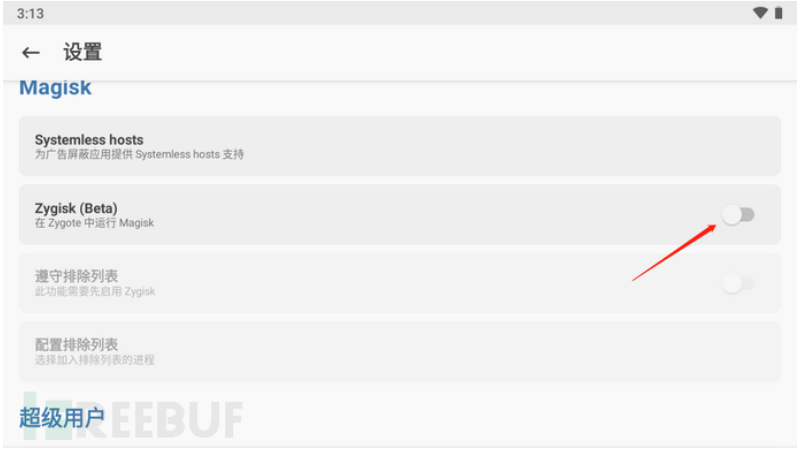 3:13
设置
Magisk
Systemless hosts
为广告屏蔽应用提供 Systemless hosts 支持
Zygisk (Beta)
在 Zygote 中运行 Magisk
遵守排除列表
此功能需要先启用 Zygisk
配置排除列表
选择加入排除列表的进程
超级用户
REEBUF